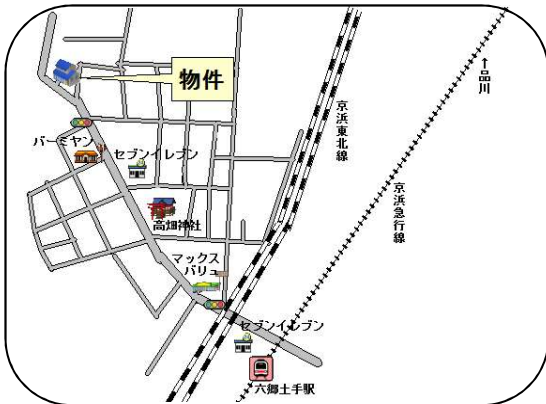 物件
↑品川
京浜東北線
バーミヤン
セブンイレブン
京浜急行線
高畑神社
マックス
バリュ
セブンイレブン
六郷土手駅